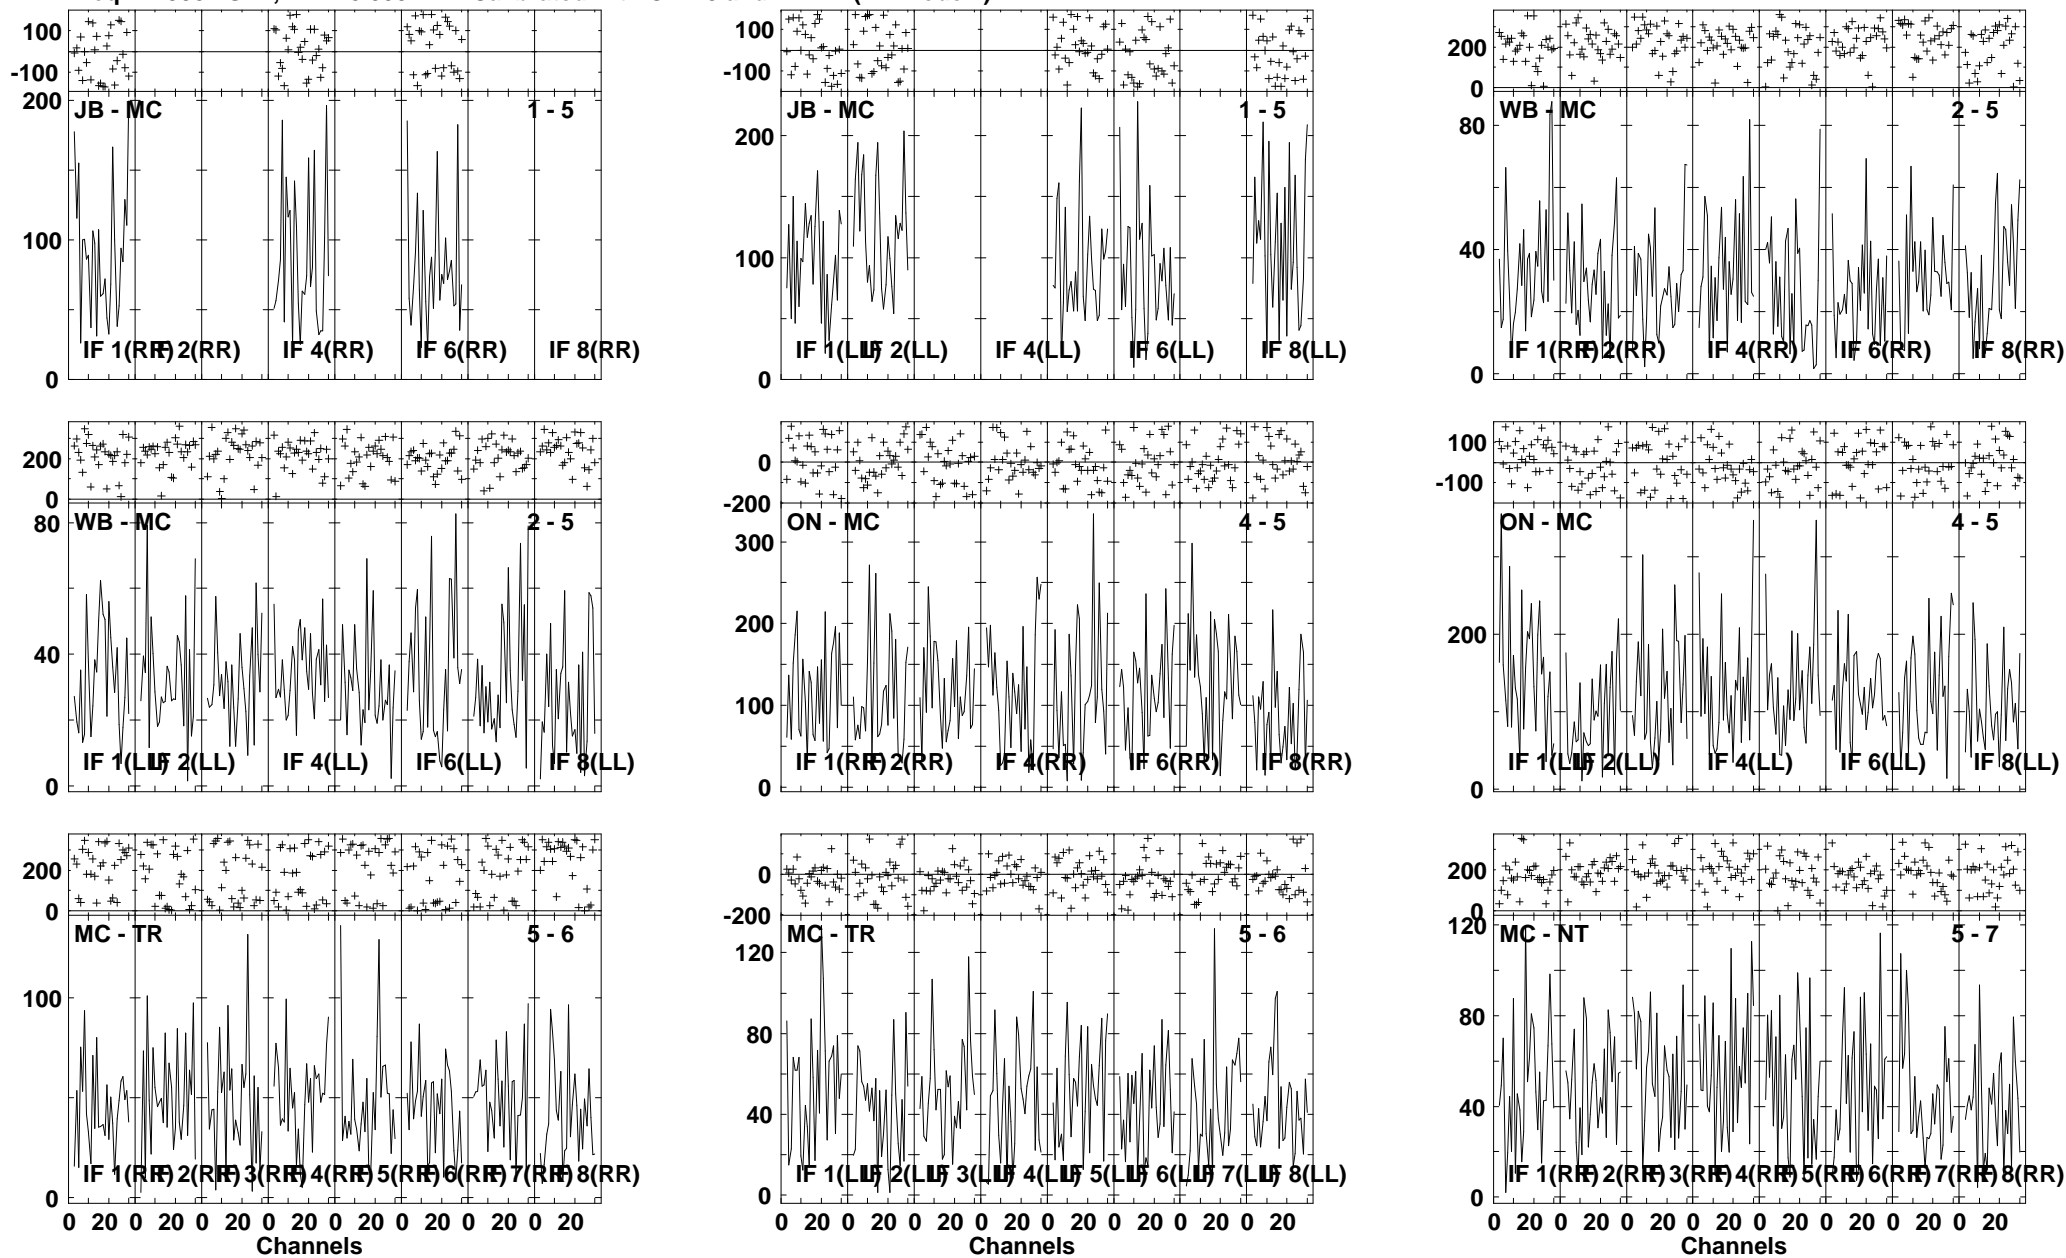 100
-100
200
100
0
JB - MC
1 - 5
IF 1(RR)
IF 2(RR)
IF 4(RR)
IF 6(RR)
IF 8(RR)
100
-100
200
100
0
JB - MC
1 - 5
IF 1(LL)
IF 2(LL)
IF 4(LL)
IF 6(LL)
IF 8(LL)
200
0
80
40
0
WB - MC
2 - 5
IF 1(RR)
IF 2(RR)
IF 4(RR)
IF 6(RR)
IF 8(RR)
200
0
80
40
0
WB - MC
2 - 5
IF 1(LL)
IF 2(LL)
IF 4(LL)
IF 6(LL)
IF 8(LL)
0
-200
300
200
100
0
ON - MC
4 - 5
IF 1(RR)
IF 2(RR)
IF 4(RR)
IF 6(RR)
IF 8(RR)
100
-100
200
0
ON - MC
4 - 5
IF 1(LL)
IF 2(LL)
IF 4(LL)
IF 6(LL)
IF 8(LL)
200
0
100
0
MC - TR
5 - 6
IF 1(RR)
IF 2(RR)
IF 3(RR)
IF 4(RR)
IF 5(RR)
IF 6(RR)
IF 7(RR)
IF 8(RR)
0 20 0 20 0 20 0 20 0 20 0 20 0 20 0 20
Channels
0
-200
120
80
40
0
MC - TR
5 - 6
IF 1(LL)
IF 2(LL)
IF 3(LL)
IF 4(LL)
IF 5(LL)
IF 6(LL)
IF 7(LL)
IF 8(LL)
0 20 0 20 0 20 0 20 0 20 0 20 0 20 0 20
Channels
200
0
120
80
40
0
MC - NT
5 - 7
IF 1(RR)
IF 2(RR)
IF 3(RR)
IF 4(RR)
IF 5(RR)
IF 6(RR)
IF 7(RR)
IF 8(RR)
0 20 0 20 0 20 0 20 0 20 0 20 0 20 0 20
Channels